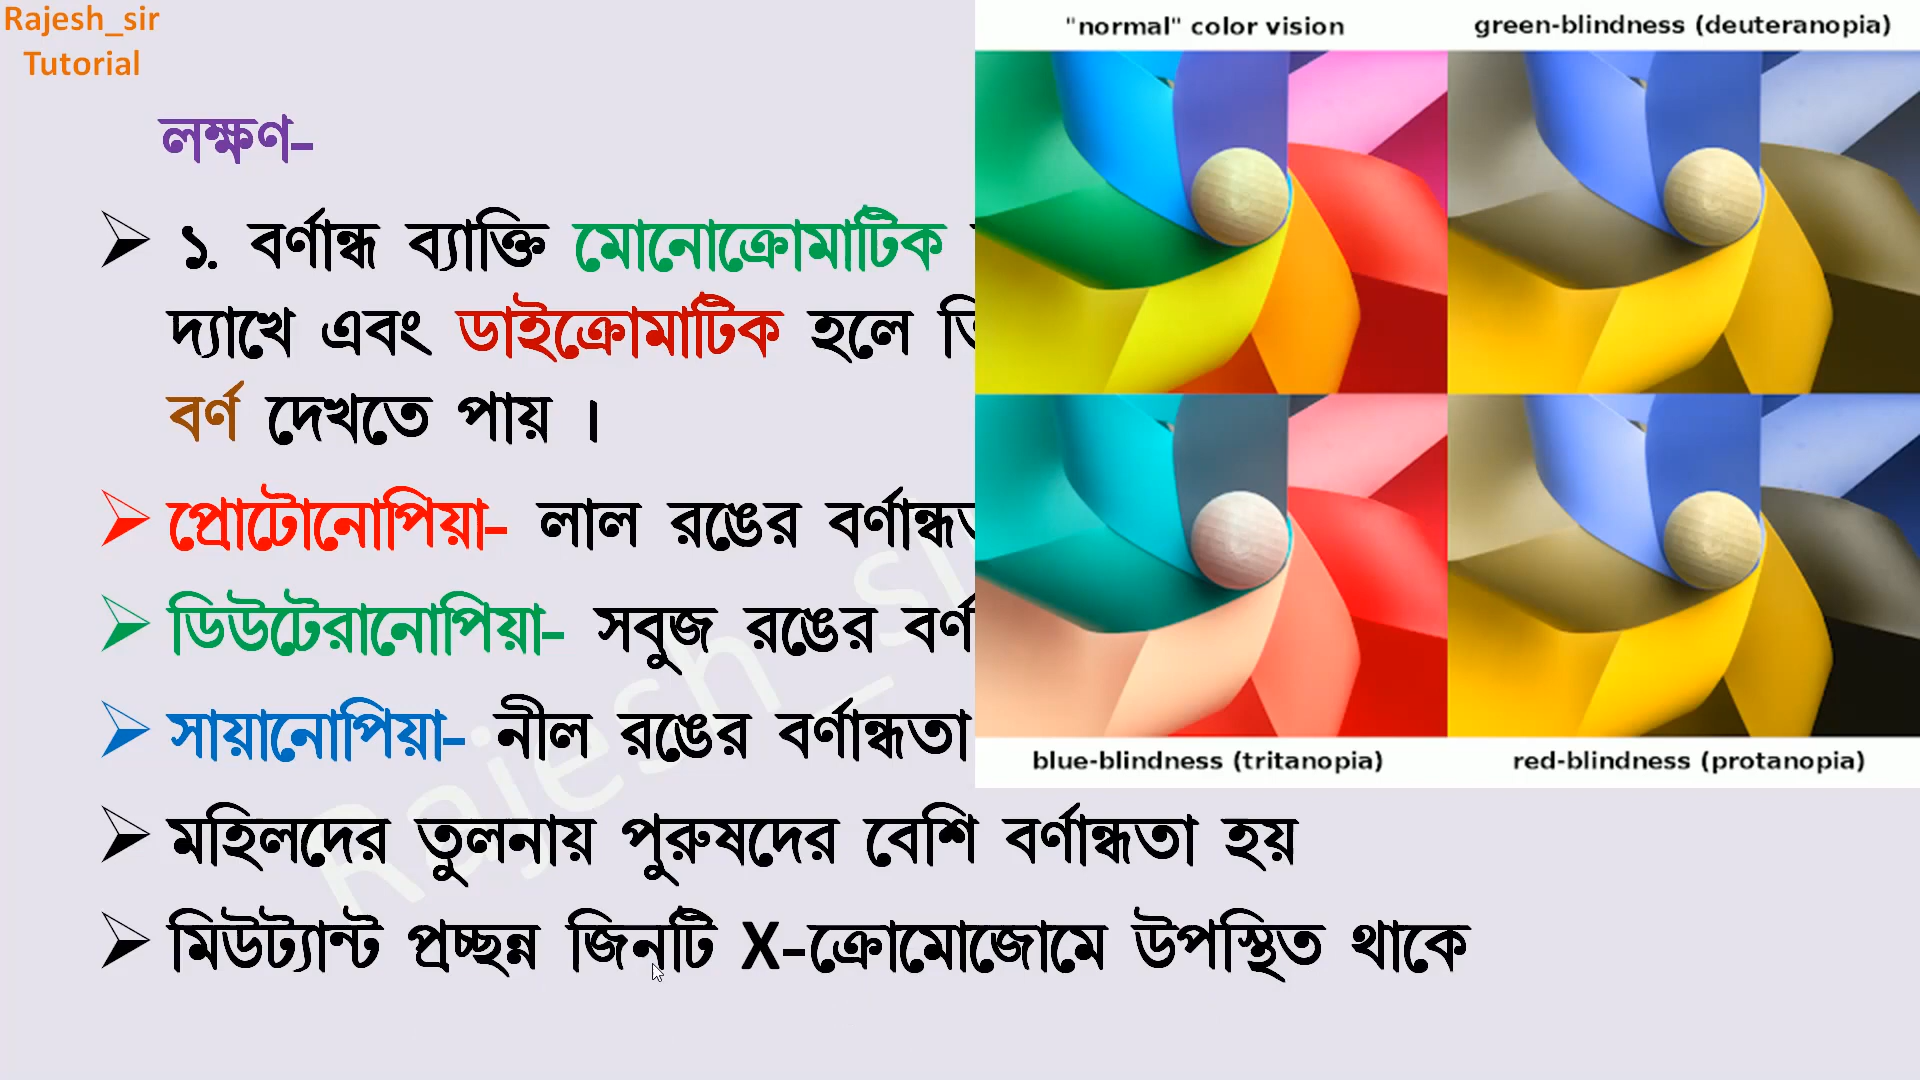 Rajesh_sir
Tutorial
"normal" color vision
green-blindness (deuteranopia)
লক্ষণ-
১. বর্ণান্ধ ব্যাক্তি মোনোক্রোমাটিক
দ্যাখে এবং ডাইক্রোমাটিক হলে
বর্ণ দেখতে পায় ।
প্রোটোনোপিয়া- লাল রঙের
ডিউটেরানোপিয়া- সবুজ রঙের
সায়ানোপিয়া- নীল রঙের বর্ণান্ধতা
blue-blindness (tritanopia)
red-blindness (protanopia)
মহিলদের তুলনায় পুরুষদের বেশি বর্ণান্ধতা হয়
মিউট্যান্ট প্রচ্ছন্ন জিনটি X-ক্রোমোজোমে উপস্থিত থাকে
Rajesh_sir